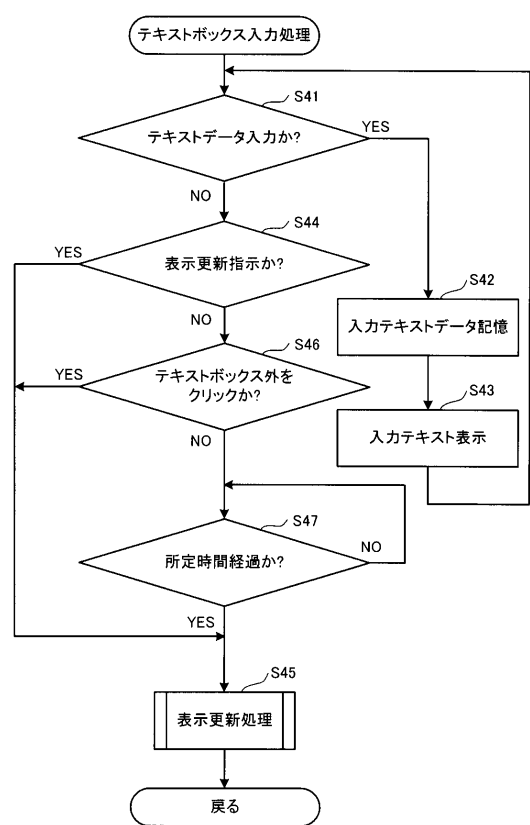 テキストボックス入力処理
S41
テキストデータ入力か?
YES
NO
S44
表示更新指示か?
YES
NO
S42
入力テキストデータ記憶
S46
テキストボックス外を
クリックか?
YES
NO
S43
入力テキスト表示
S47
所定時間経過か?
NO
YES
S45
表示更新処理
戻る